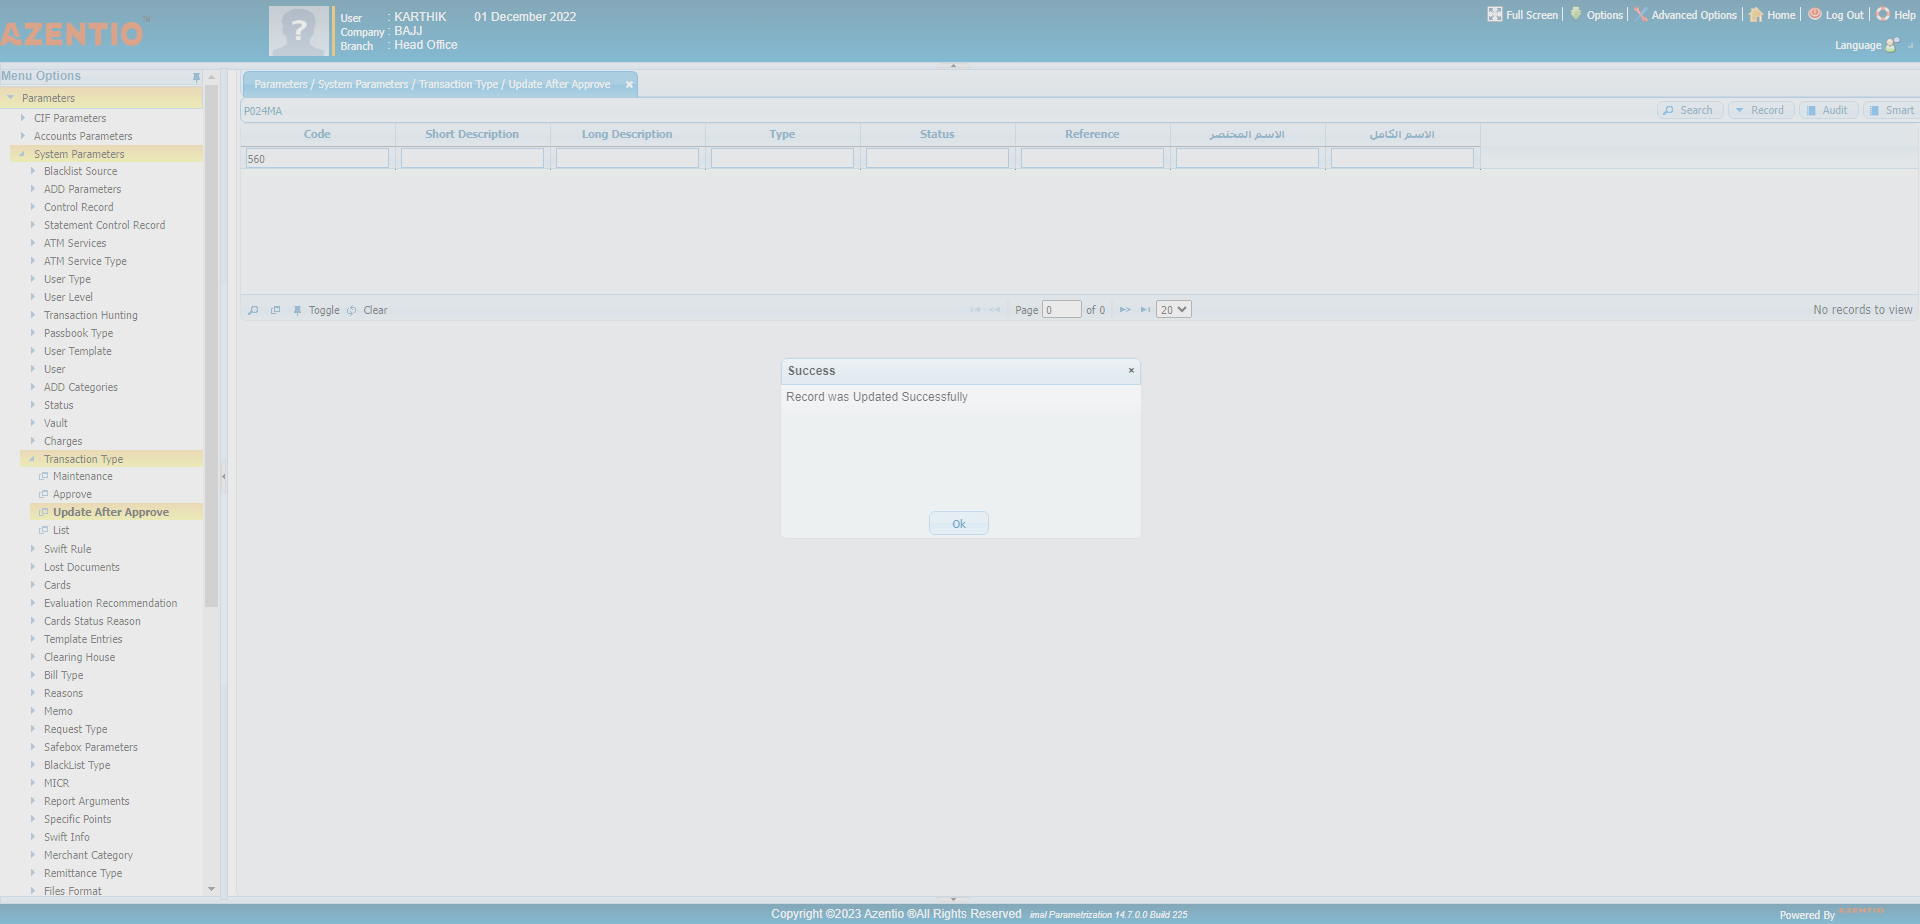 AZENTIO™
User : KARTHIK 01 December 2022
Company : BAJJ
Branch : Head Office
Full Screen Options Advanced Options Home Log Out Help
Language
Menu Options
Parameters
CIF Parameters
Accounts Parameters
System Parameters
Blacklist Source
ADD Parameters
Control Record
Statement Control Record
ATM Services
ATM Service Type
User Type
User Level
Transaction Hunting
Passbook Type
User Template
User
ADD Categories
Status
Vault
Charges
Transaction Type
Maintenance
Approve
Update After Approve
List
Swift Rule
Lost Documents
Cards
Evaluation Recommendation
Cards Status Reason
Template Entries
Clearing House
Bill Type
Reasons
Memo
Request Type
Safebox Parameters
BlackList Type
MICR
Report Arguments
Specific Points
Swift Info
Merchant Category
Remittance Type
Files Format
Parameters / System Parameters / Transaction Type / Update After Approve
P024MA
Search Record Audit Smart
Code Short Description Long Description Type Status Reference الاسم المختصر الاسم الكامل
560
Toggle Clear Page 0 of 0 20 No records to view
Success
Record was Updated Successfully
Ok
Copyright ©2023 Azentio ®All Rights Reserved imal Parametrization 14.7.0.0 Build 225
Powered By AZENTIO